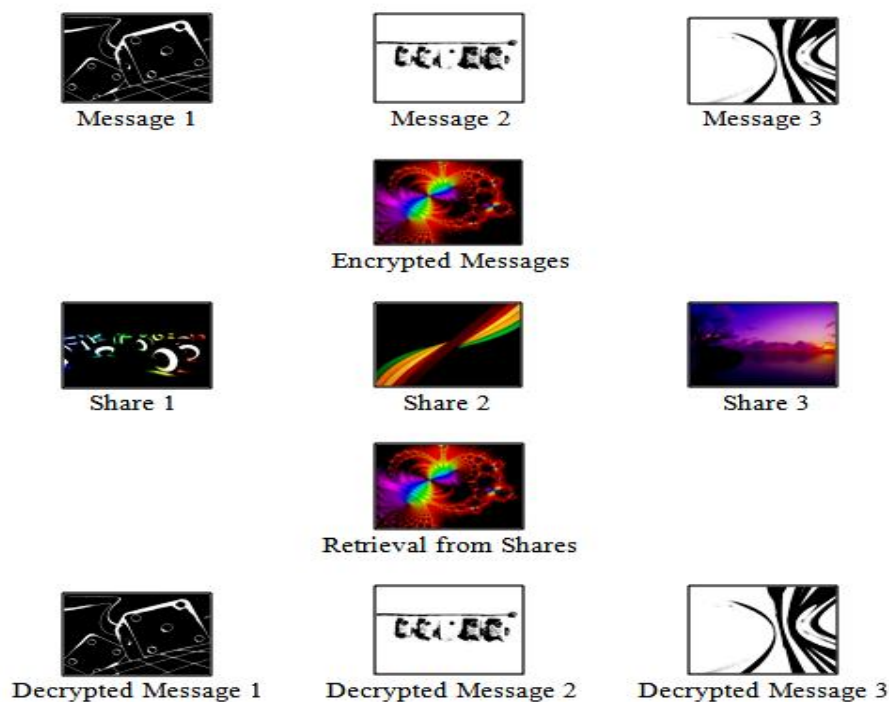 Message 1
Message 2
Message 3
Encrypted Messages
Share 1
Share 2
Share 3
Retrieval from Shares
Decrypted Message 1
Decrypted Message 2
Decrypted Message 3